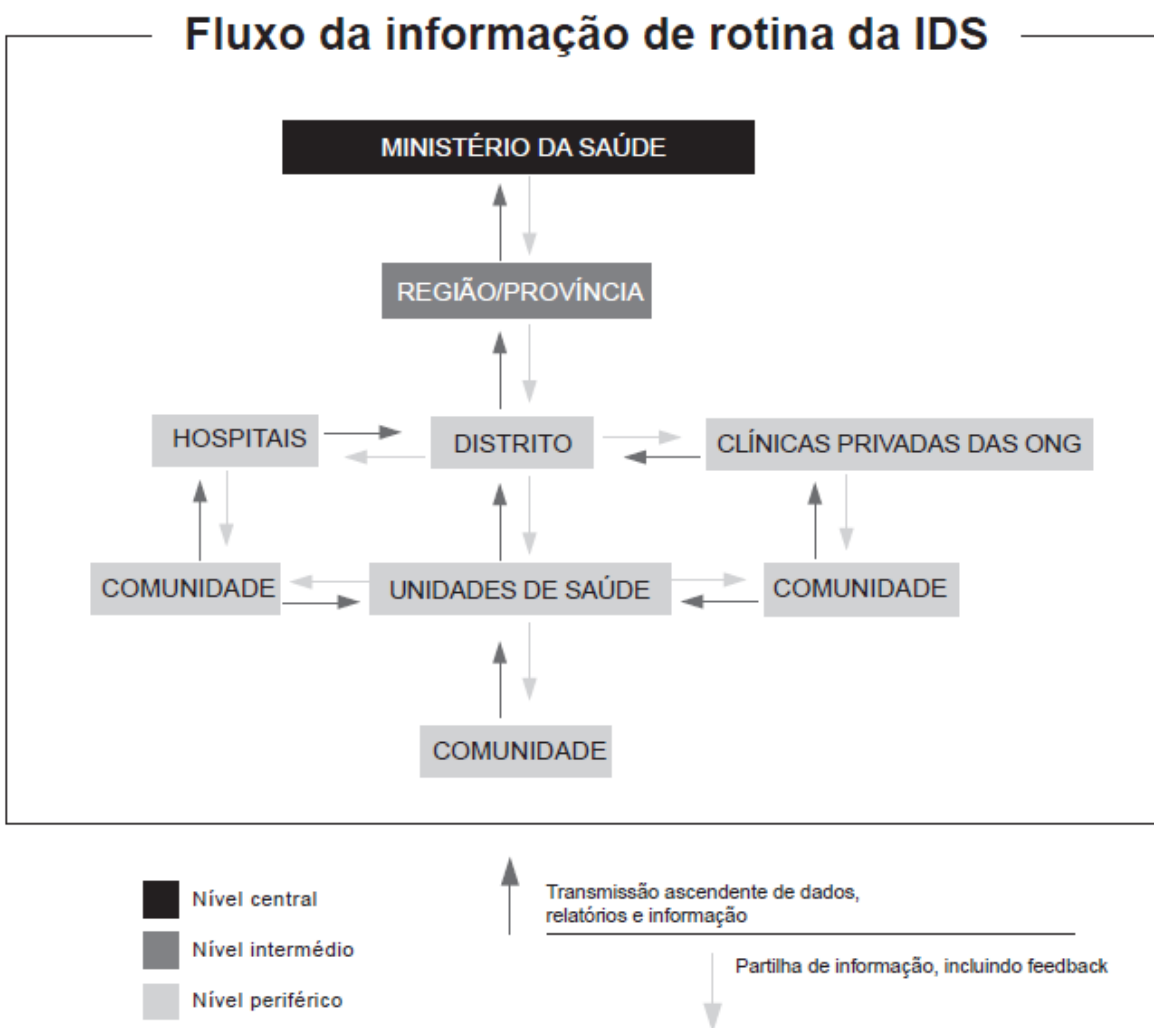 Fluxo da informação de rotina da IDS
MINISTÉRIO DA SAÚDE
REGIÃO/PROVÍNCIA
HOSPITAIS
DISTRITO
CLÍNICAS PRIVADAS DAS ONG
COMUNIDADE
UNIDADES DE SAÚDE
COMUNIDADE
COMUNIDADE
Nível central
Nível intermédio
Nível periférico
Transmissão ascendente de dados,
relatórios e informação
Partilha de informação, incluindo feedback